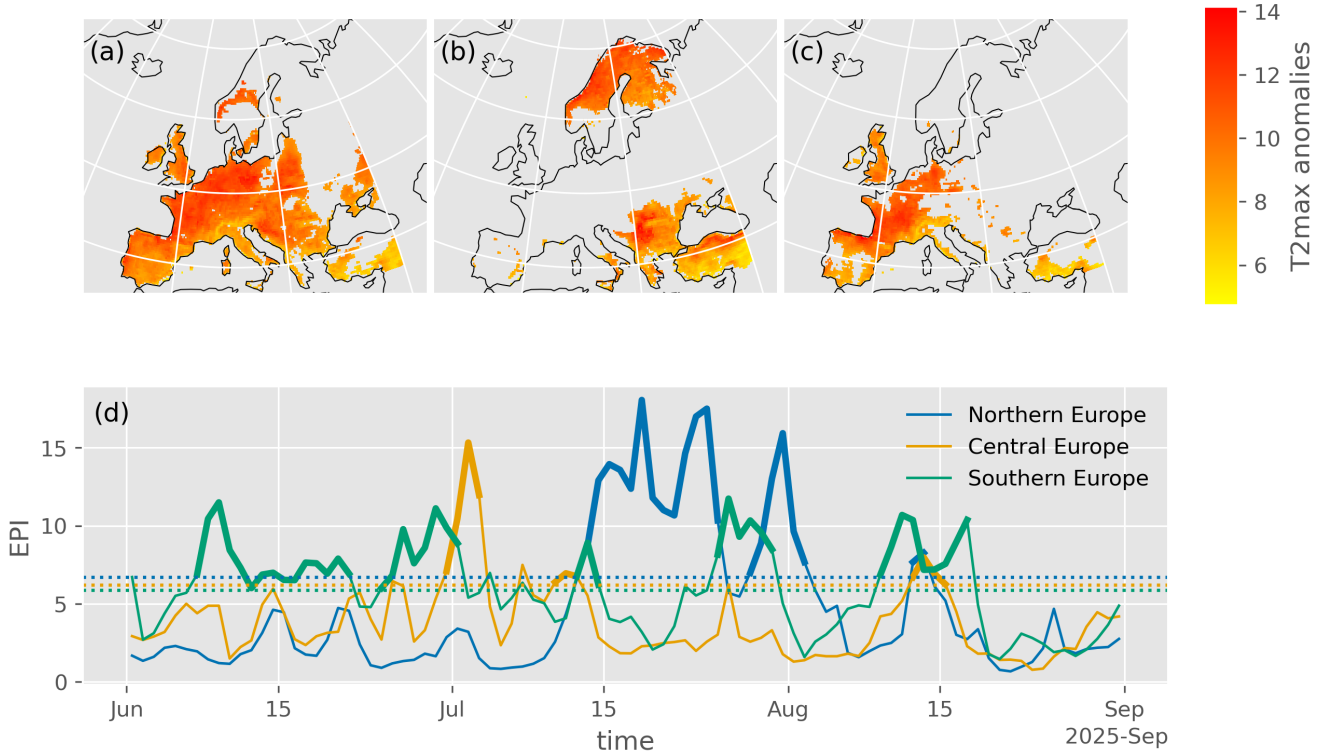 (a)
(b)
(c)
14
12
10
8
6
T2max anomalies
(d)
Northern Europe
Central Europe
Southern Europe
15
10
5
0
EPI
Jun
15
Jul
15
Aug
15
Sep
2025-Sep
time